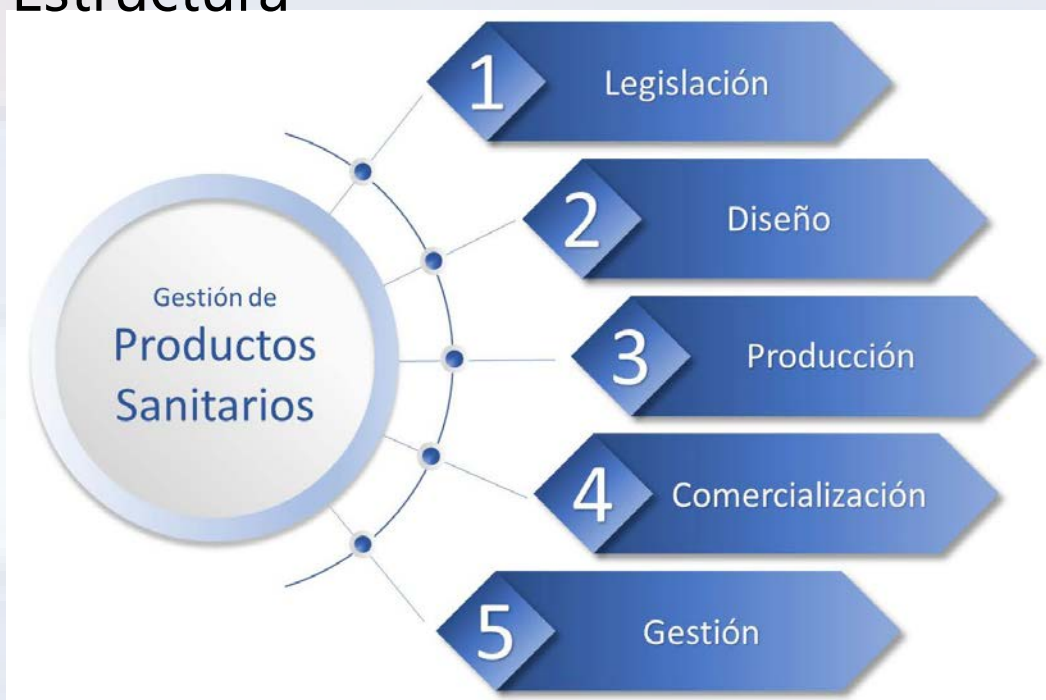 Estructura
Gestión de
Productos
Sanitarios
1 Legislación
2 Diseño
3 Producción
4 Comercialización
5 Gestión